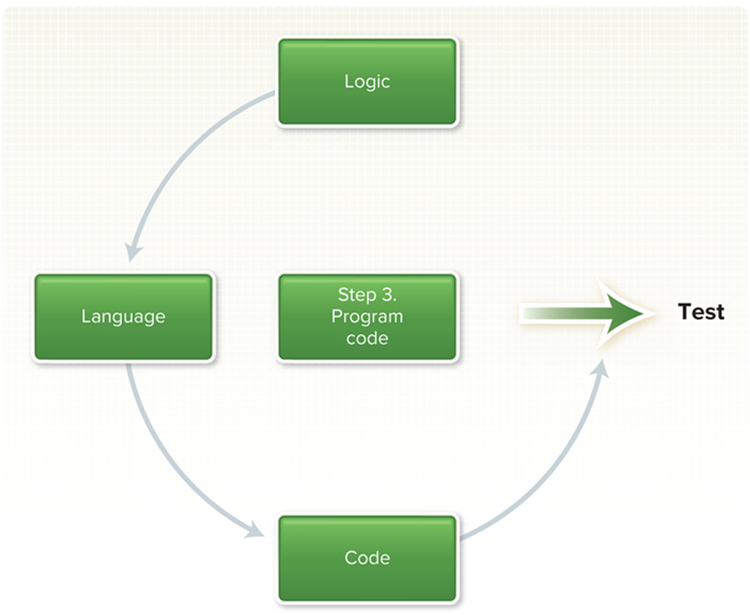 Logic
Language
Step 3.
Program
code
Test
Code